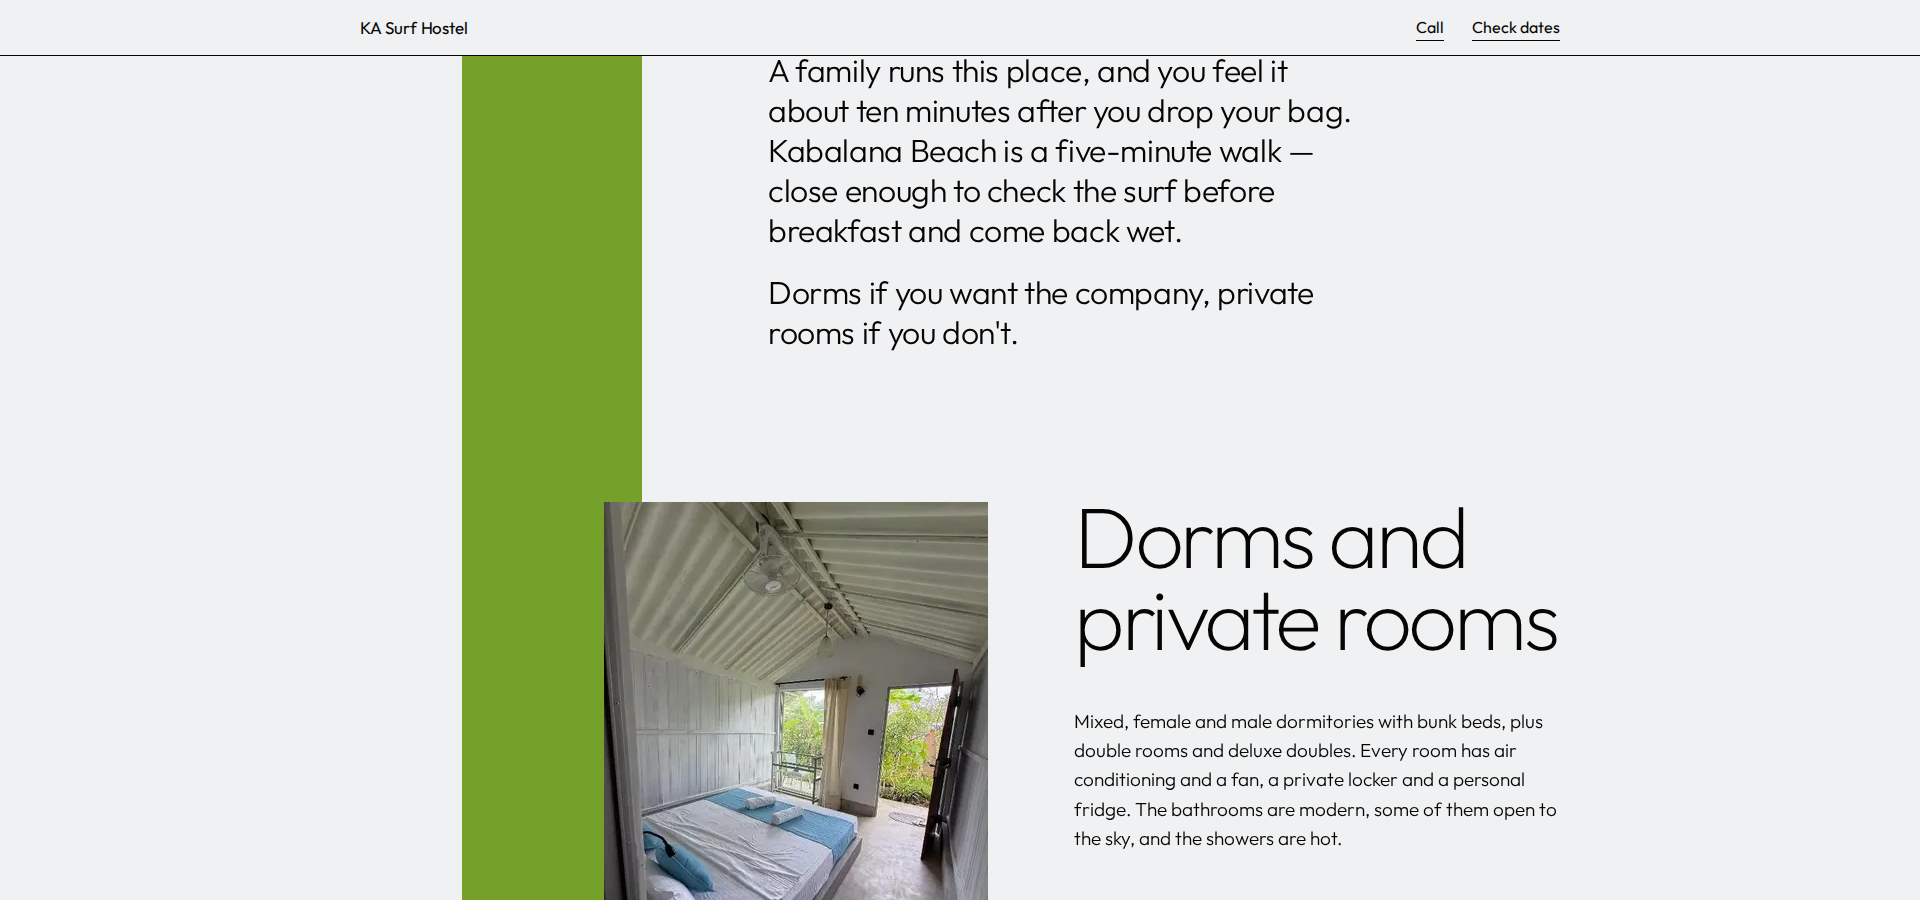 KA Surf Hostel
Call
Check dates
A family runs this place, and you feel it
about ten minutes after you drop your bag.
Kabalana Beach is a five-minute walk —
close enough to check the surf before
breakfast and come back wet.
Dorms if you want the company, private
rooms if you don't.
Dorms and
private rooms
Mixed, female and male dormitories with bunk beds, plus
double rooms and deluxe doubles. Every room has air
conditioning and a fan, a private locker and a personal
fridge. The bathrooms are modern, some of them open to
the sky, and the showers are hot.